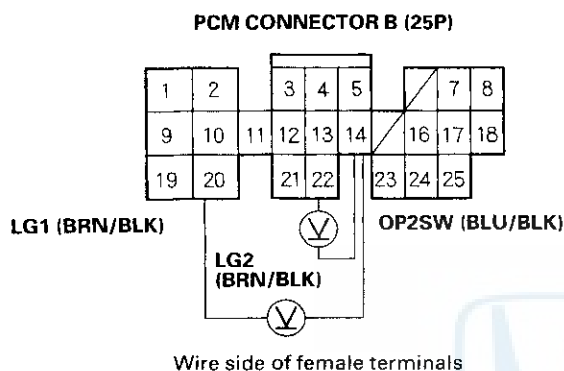 PCM CONNECTOR B (25P)
1 2 3 4 5 7 8
9 10 11 12 13 14 16 17 18
19 20 21 22 23 24 25
LG1 (BRN/BLK)
OP2SW (BLU/BLK)
V
LG2
(BRN/BLK)
V
Wire side of female terminals